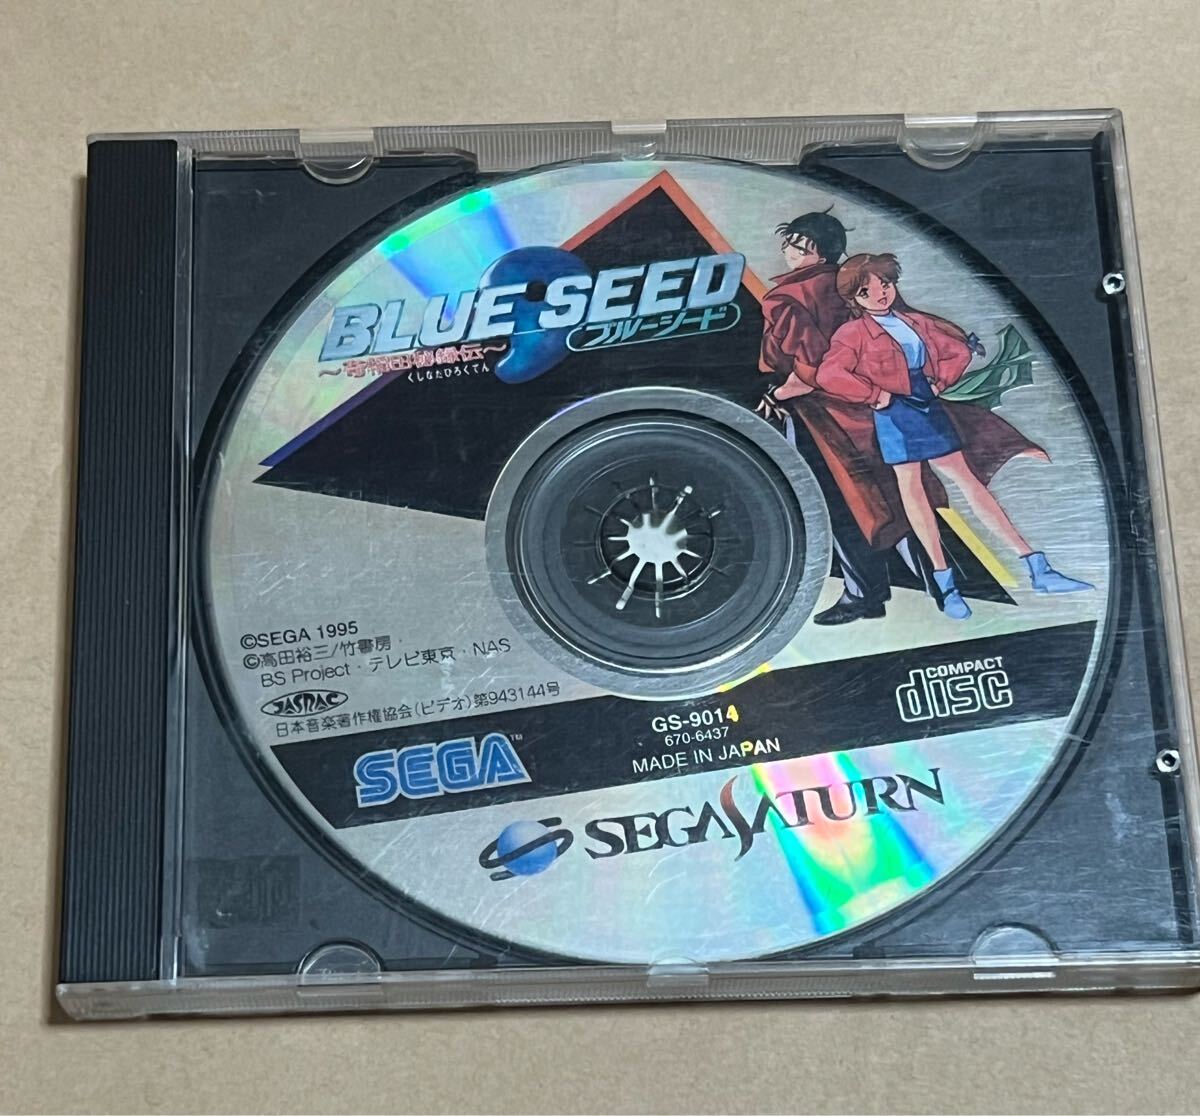 BLUE SEED
ブルーシード
～奇稲田秘録伝～
くしなだひろくでん
©SEGA 1995
©高田裕三/竹書房・
BS Project・テレビ東京・NAS
JASRAC
日本音楽著作権協会(ビデオ)第943144号
SEGA™
GS-9014
670-6437
MADE IN JAPAN
COMPACT
disc
SEGA SATURN